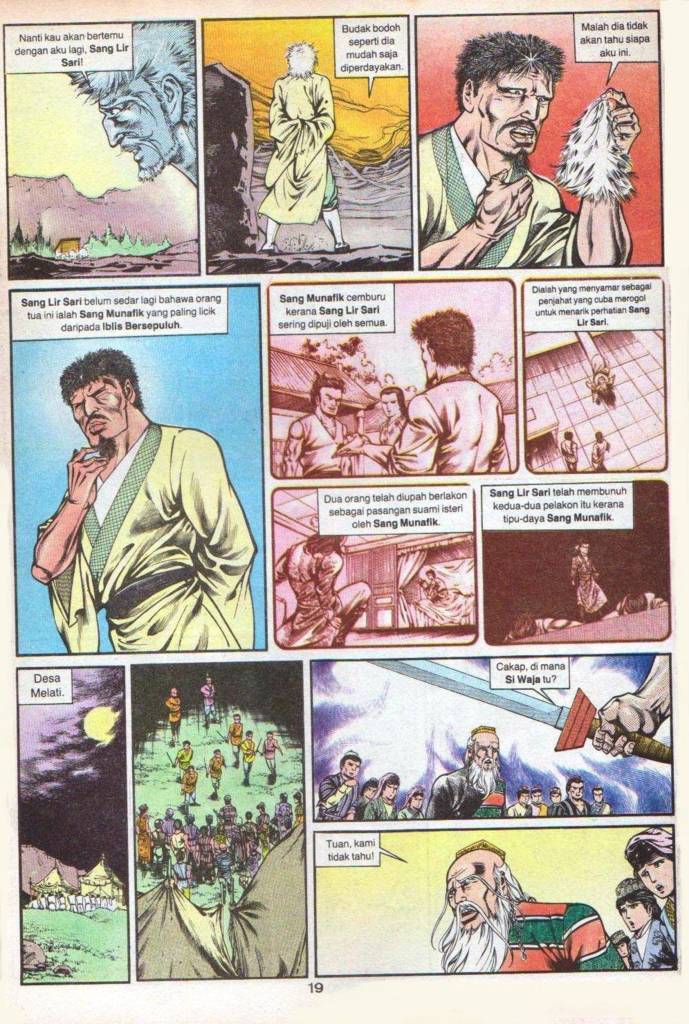 Nanti kau akan bertemu
dengan aku lagi, Sang Lir
Sari!
Budak bodoh
seperti dia
mudah saja
diperdayakan.
Malah dia tidak
akan tahu siapa
aku ini.
Sang Lir Sari belum sedar lagi bahawa orang
tua ini ialah Sang Munafik yang paling licik
daripada Iblis Bersepuluh.
Sang Munafik cemburu
kerana Sang Lir Sari
sering dipuji oleh semua.
Dialah yang menyamar sebagai
penjahat yang cuba merogol
untuk menarik perhatian Sang
Lir Sari.
Dua orang telah diupah berlakon
sebagai pasangan suami isteri
oleh Sang Munafik.
Sang Lir Sari telah membunuh
kedua-dua pelakon itu kerana
tipu-daya Sang Munafik.
Desa
Melati.
Cakap, di mana
Si Waja tu?
Tuan, kami
tidak tahu!
19